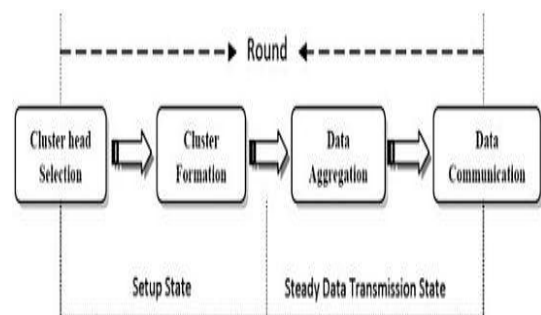 Round
Cluster head
Selection
Cluster
Formation
Data
Aggregation
Data
Communication
Setup State
Steady Data Transmission State